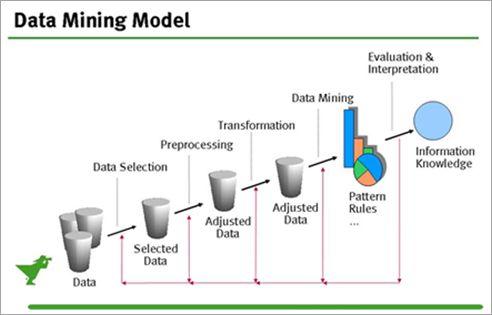 Data Mining Model
Evaluation &
Interpretation
Data Mining
Transformation
Preprocessing
Data Selection
Information
Knowledge
Pattern
Rules
...
Adjusted
Data
Adjusted
Data
Selected
Data
Data